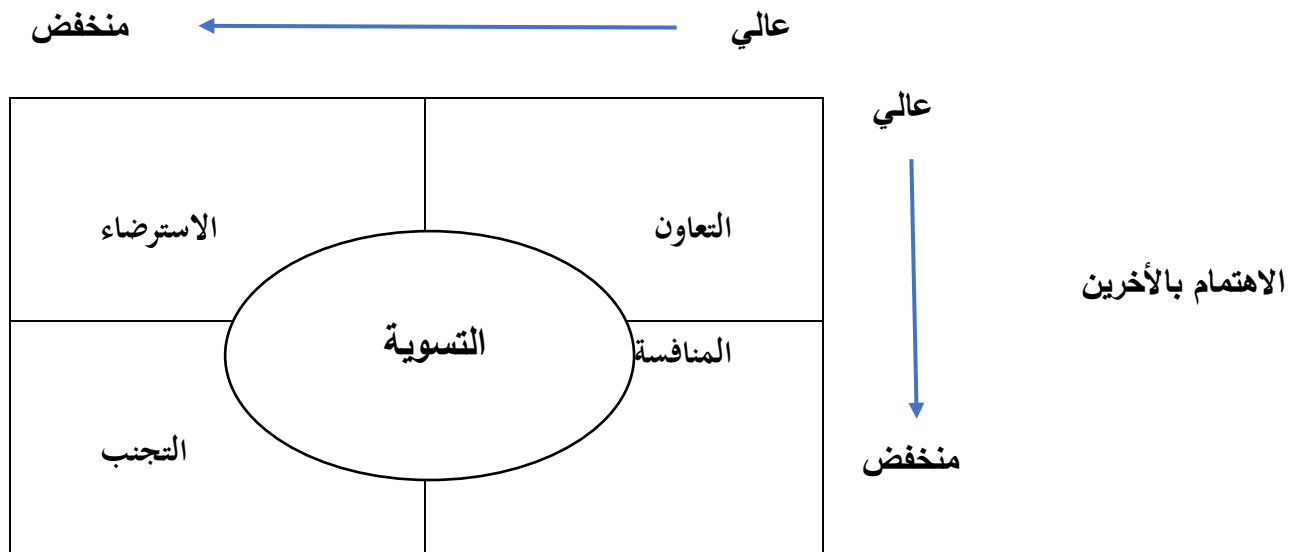 عالي
منخفض
عالي
التعاون
الاسترضاء
الاهتمام بالأخرين
المنافسة
التسوية
التجنب
منخفض